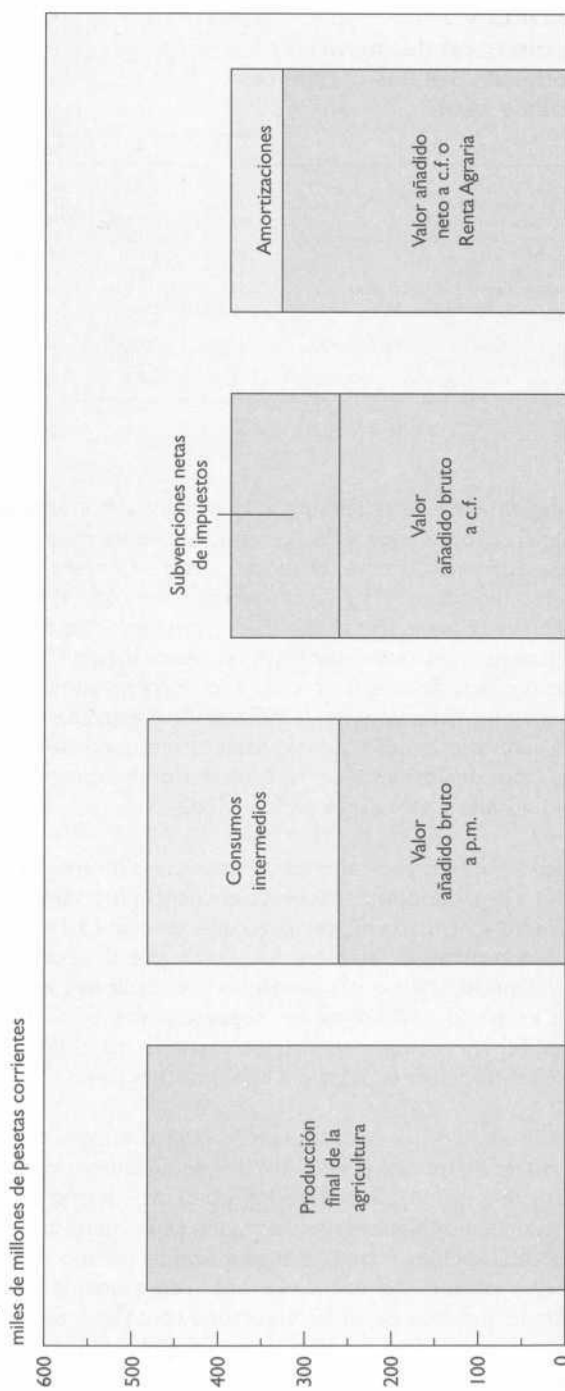 miles de millones de pesetas corrientes
600
500
400
300
200
100
0
Producción
final de la
agricultura
Consumos
intermedios
Valor
añadido bruto
a p.m.
Subvenciones netas
de impuestos
Valor
añadido bruto
a c.f.
Amortizaciones
Valor añadido
neto a c.f. o
Renta Agraria